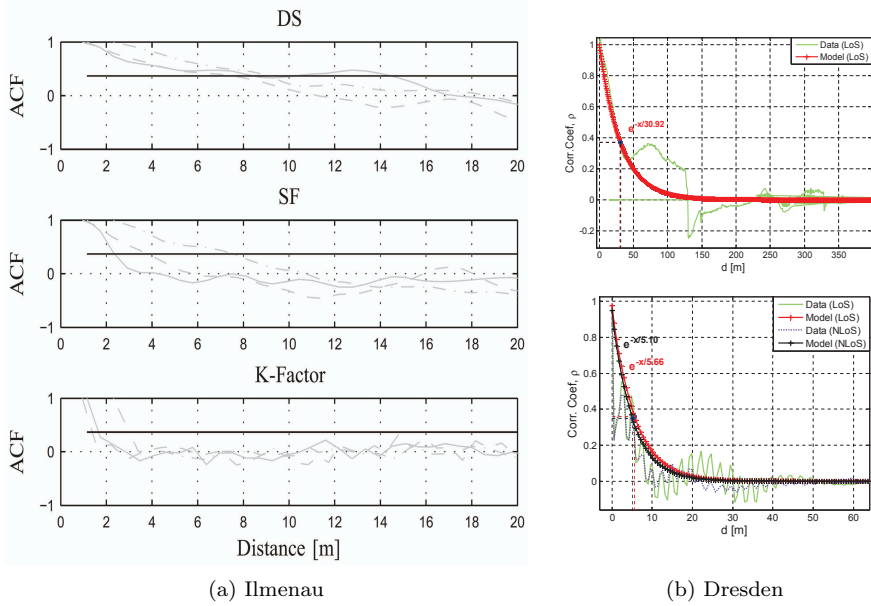 DS
1
0
1
ACF
0 2 4 6 8 10 12 14 16 18 20
SF
1
0
1
ACF
0 2 4 6 8 10 12 14 16 18 20
K-Factor
1
0
1
ACF
0 2 4 6 8 10 12 14 16 18 20
Distance [m]
(a) Ilmenau
Data (LoS)
Model (LoS)
1
0.8
0.6
0.4
0.2
0
-0.2
Corr.Coef, ρ
e-x/30.92
0 50 100 150 200 250 300 350
d [m]
Data (LoS)
Model (LoS)
Data (NLoS)
Model (NLoS)
1
0.8
0.6
0.4
0.2
0
Corr. Coef, ρ
e-x/5.10
e-x/5.66
0 10 20 30 40 50 60
d [m]
(b) Dresden